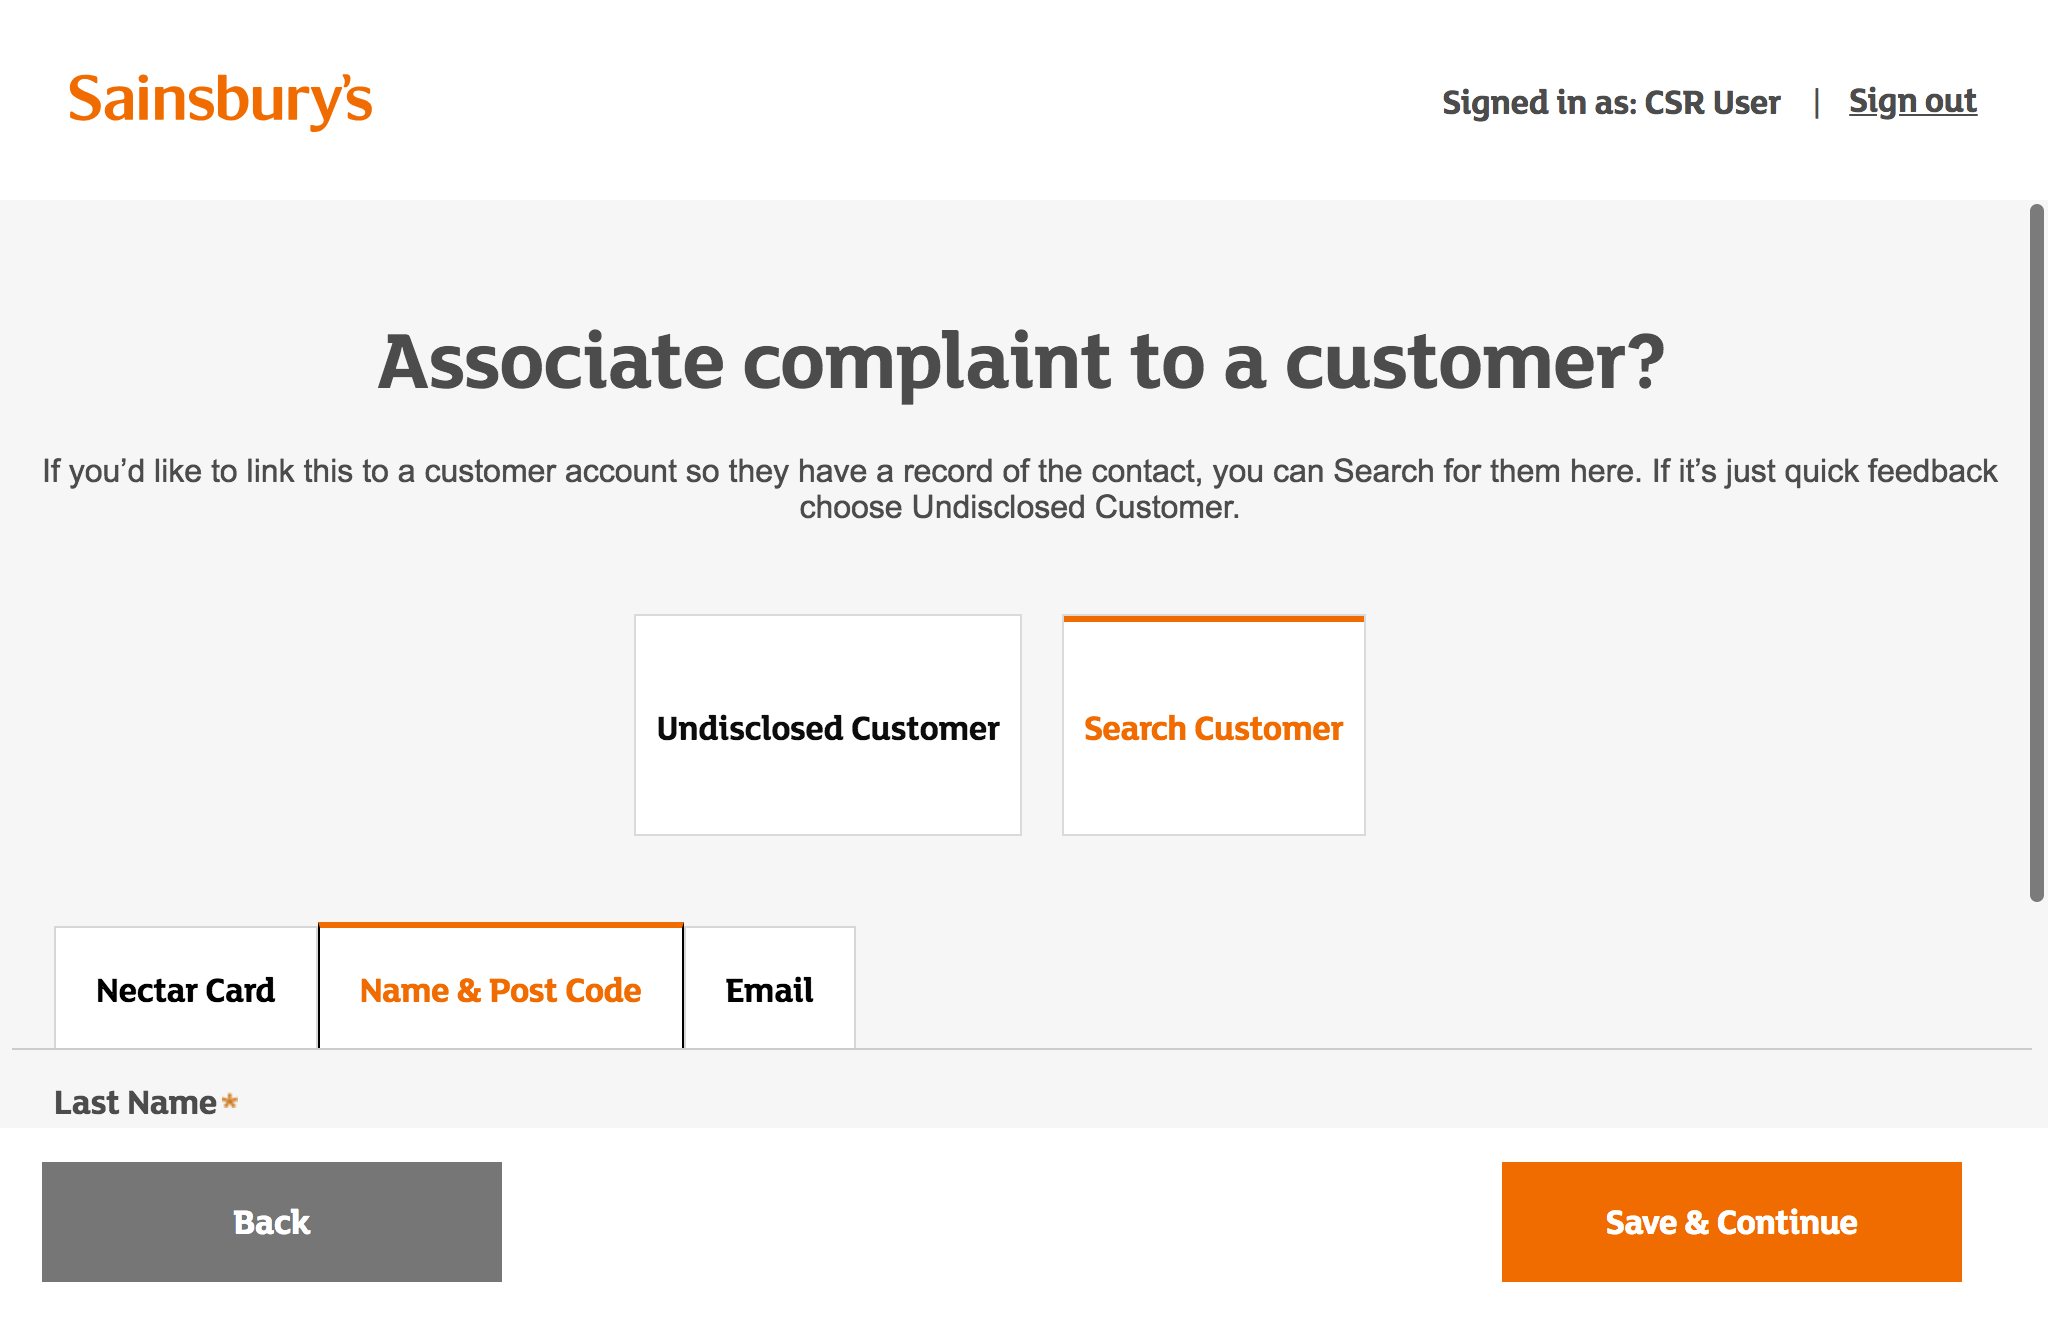 Sainsbury's
Signed in as: CSR User | Sign out
Associate complaint to a customer?
If you’d like to link this to a customer account so they have a record of the contact, you can Search for them here. If it’s just quick feedback
choose Undisclosed Customer.
Undisclosed Customer
Search Customer
Nectar Card
Name & Post Code
Email
Last Name*
Back
Save & Continue